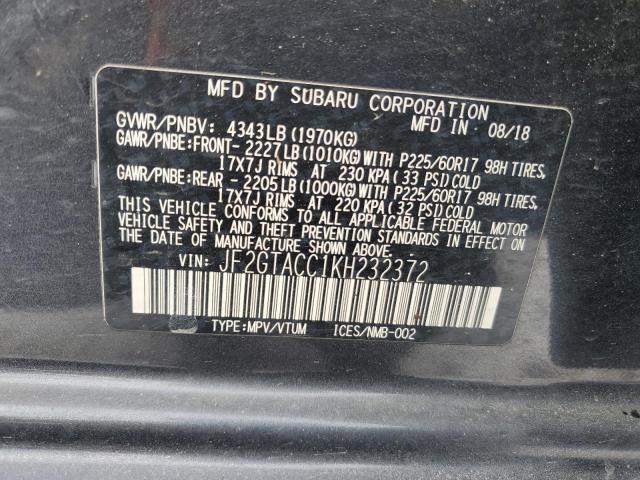 MFD BY SUBARU CORPORATION
GVWR/PNBV: 4343LB(1970KG) MFD IN 08/18
GAWR/PNBE:FRONT- 2227LB(1010KG)WITH P225/60R17 98H TIRES,
17X7J RIMS AT 230 KPA(33 PSI)COLD
GAWR/PNBE:REAR - 2205LB(1000KG)WITH P225/60R17 98H TIRES,
17X7J RIMS AT 220 KPA(32 PSI)COLD
THIS VEHICLE CONFORMS TO ALL APPLICABLE FEDERAL MOTOR
VEHICLE SAFETY AND THEFT PREVENTION STANDARDS IN EFFECT ON
THE DATE OF MANUFACTURE SHOWN ABOVE.
VIN: JF2GTACC1KH232372
TYPE:MPV/VTUM ICES/NMB-002